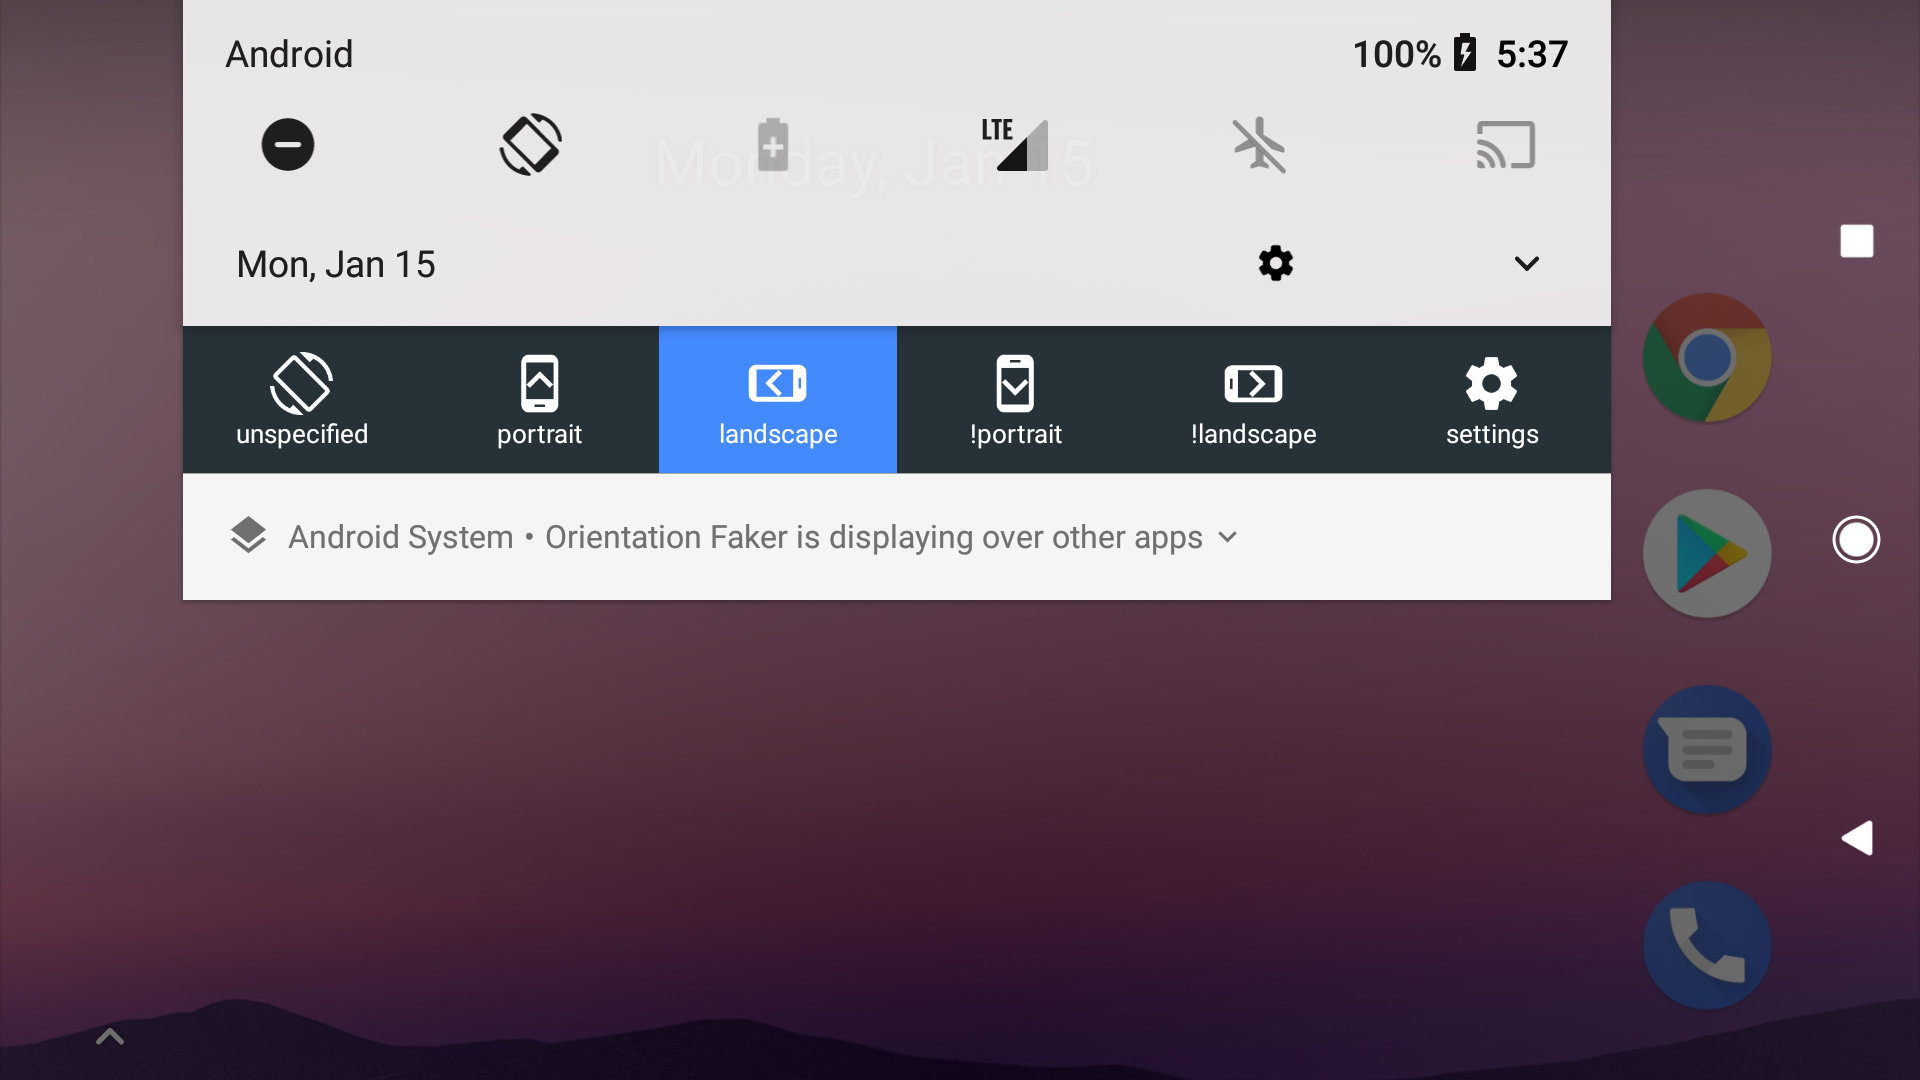 Android
100% 5:37
LTE
Monday, Jan 15
Mon, Jan 15
unspecified
portrait
landscape
!portrait
!landscape
settings
Android System • Orientation Faker is displaying over other apps